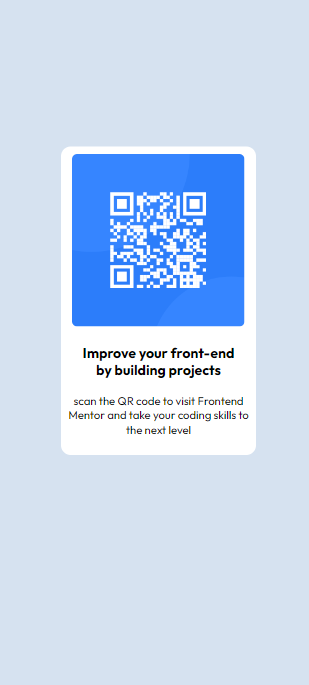 Improve your front-end
by building projects
scan the QR code to visit Frontend
Mentor and take your coding skills to
the next level